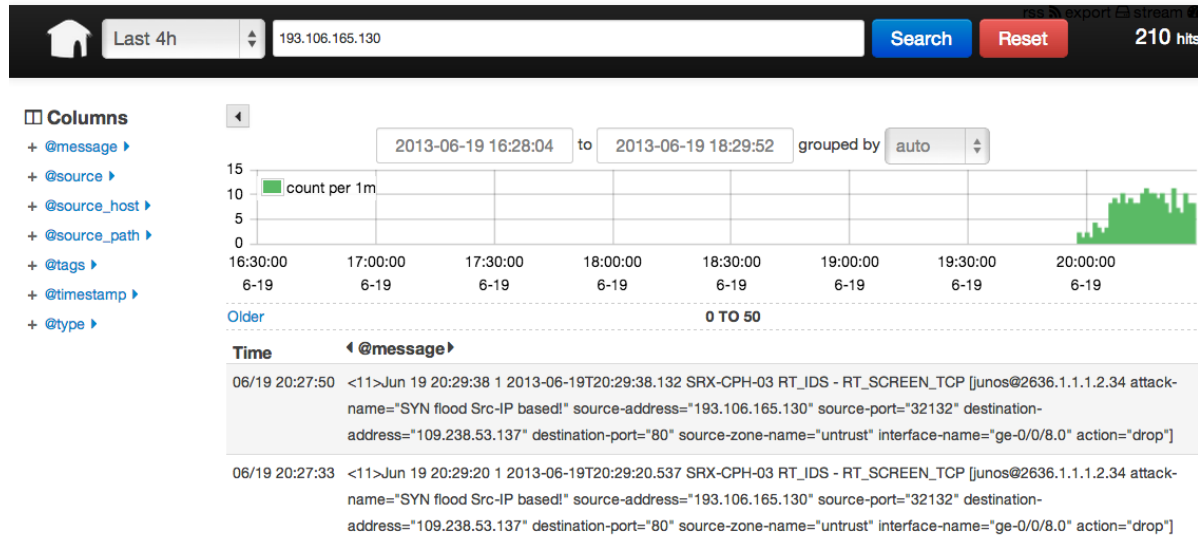 rss export stream
Last 4h 193.106.165.130 Search Reset 210 hits
Columns
+ @message
+ @source
+ @source_host
+ @source_path
+ @tags
+ @timestamp
+ @type
2013-06-19 16:28:04 to 2013-06-19 18:29:52 grouped by auto
15
10
5
0
count per 1m
16:30:00 17:00:00 17:30:00 18:00:00 18:30:00 19:00:00 19:30:00 20:00:00
6-19 6-19 6-19 6-19 6-19 6-19 6-19 6-19
Older 0 TO 50
Time @message
06/19 20:27:50 <11>Jun 19 20:29:38 1 2013-06-19T20:29:38.132 SRX-CPH-03 RT_IDS - RT_SCREEN_TCP [junos@2636.1.1.1.2.34 attack-
name="SYN flood Src-IP based!" source-address="193.106.165.130" source-port="32132" destination-
address="109.238.53.137" destination-port="80" source-zone-name="untrust" interface-name="ge-0/0/8.0" action="drop"]
06/19 20:27:33 <11>Jun 19 20:29:20 1 2013-06-19T20:29:20.537 SRX-CPH-03 RT_IDS - RT_SCREEN_TCP [junos@2636.1.1.1.2.34 attack-
name="SYN flood Src-IP based!" source-address="193.106.165.130" source-port="32132" destination-
address="109.238.53.137" destination-port="80" source-zone-name="untrust" interface-name="ge-0/0/8.0" action="drop"]